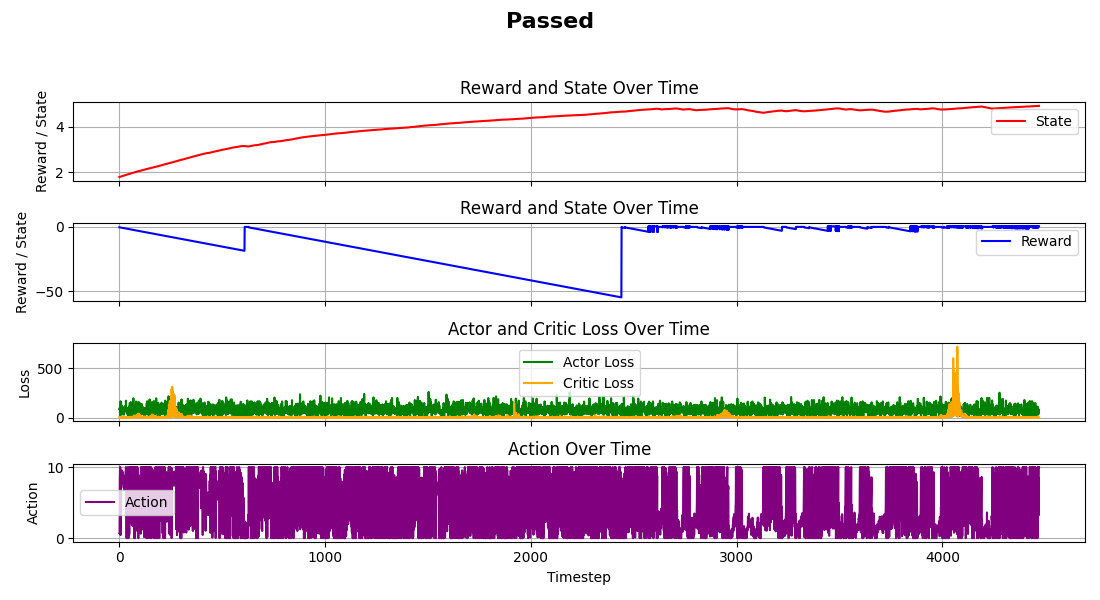 Passed
Reward and State Over Time
Reward / State
4
2
State
Reward and State Over Time
Reward / State
0
−50
Reward
Actor and Critic Loss Over Time
Loss
500
0
Actor Loss
Critic Loss
Action Over Time
Action
10
0
Action
0 1000 2000 3000 4000
Timestep